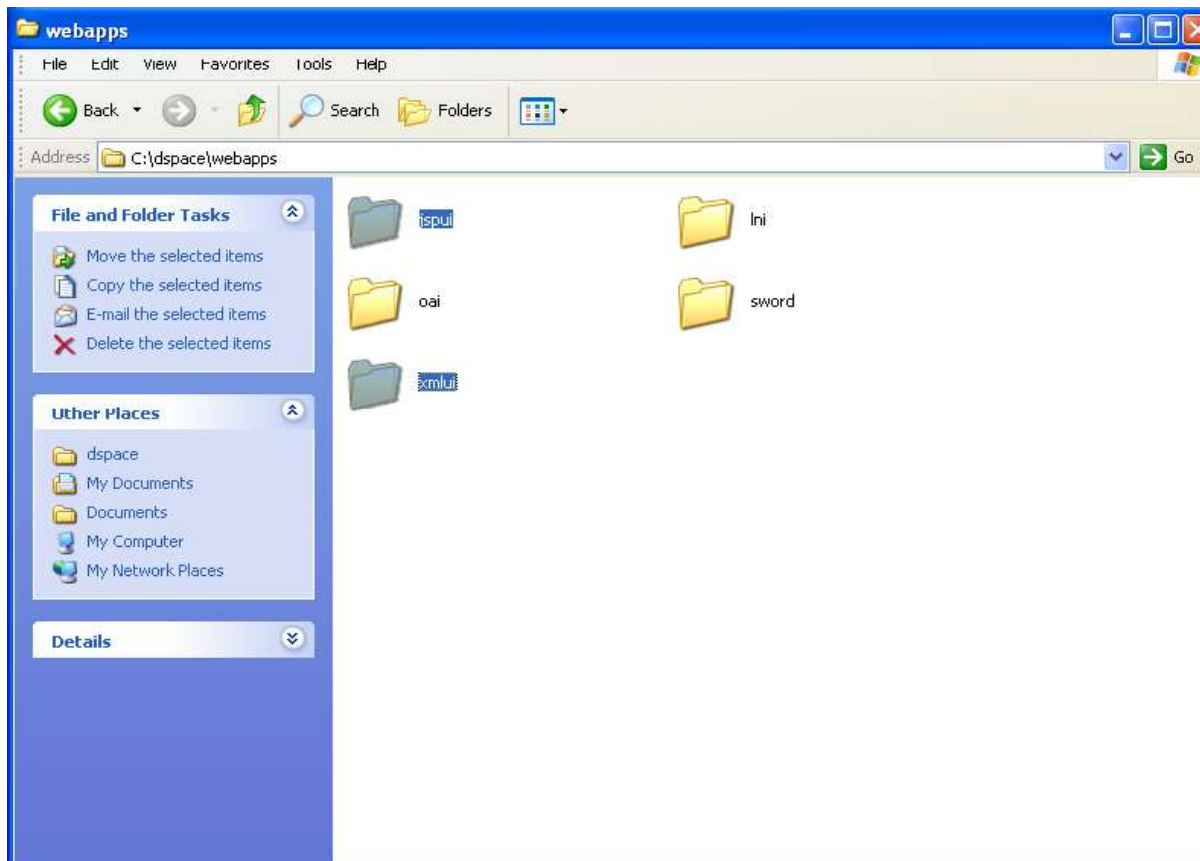 webapps
File Edit View Favorites Tools Help
Back Search Folders
Address C:\dspace\webapps Go
File and Folder Tasks
Move the selected items
Copy the selected items
E-mail the selected items
Delete the selected items
Other Places
dspace
My Documents
Documents
My Computer
My Network Places
Details
jspui lni
oai sword
xmlui